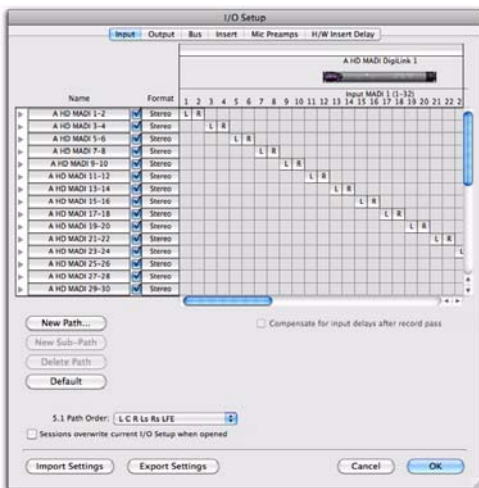 I/O Setup
Input Output Bus Insert Mic Preamps H/W Insert Delay
A HD MADI DigiLink 1
Input MADI 1 (1-32)
Name Format 1 2 3 4 5 6 7 8 9 10 11 12 13 14 15 16 17 18 19 20 21 22 2
A HD MADI 1-2 Stereo L R
A HD MADI 3-4 Stereo L R
A HD MADI 5-6 Stereo L R
A HD MADI 7-8 Stereo L R
A HD MADI 9-10 Stereo L R
A HD MADI 11-12 Stereo L R
A HD MADI 13-14 Stereo L R
A HD MADI 15-16 Stereo L R
A HD MADI 17-18 Stereo L R
A HD MADI 19-20 Stereo L R
A HD MADI 21-22 Stereo L R
A HD MADI 23-24 Stereo L
A HD MADI 25-26 Stereo
A HD MADI 27-28 Stereo
A HD MADI 29-30 Stereo
New Path... Compensate for input delays after record pass
New Sub-Path
Delete Path
Default
5.1 Path Order: L C R Ls Rs LFE
Sessions overwrite current I/O Setup when opened
Import Settings Export Settings Cancel OK